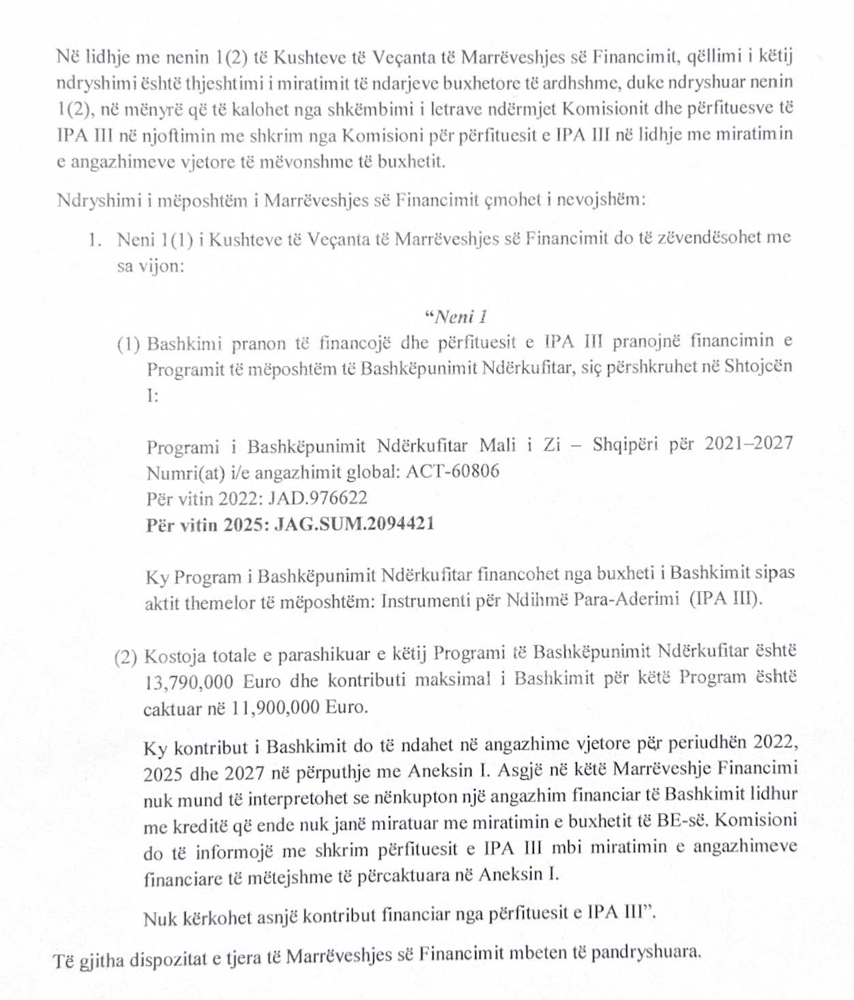 Në lidhje me nenin 1(2) të Kushteve të Veçanta të Marrëveshjes së Financimit, qëllimi i këtij
ndryshimi është thjeshtimi i miratimit të ndarjeve buxhetore të ardhshme, duke ndryshuar nenin
1(2), në mënyrë që të kalohet nga shkëmbimi i letrave ndërmjet Komisionit dhe përfituesve të
IPA III në njoftimin me shkrim nga Komisioni për përfituesit e IPA III në lidhje me miratimin
e angazhimeve vjetore të mëvonshme të buxhetit.
Ndryshimi i mëposhtëm i Marrëveshjes së Financimit çmohet i nevojshëm:
1. Neni 1(1) i Kushteve të Veçanta të Marrëveshjes së Financimit do të zëvendësohet me
sa vijon:
“Neni 1
(1) Bashkimi pranon të financojë dhe përfituesit e IPA III pranojnë financimin e
Programit të mëposhtëm të Bashkëpunimit Ndërkufitar, siç përshkruhet në Shtojcën
I:
Programi i Bashkëpunimit Ndërkufitar Mali i Zi – Shqipëri për 2021–2027
Numri(at) i/e angazhimit global: ACT-60806
Për vitin 2022: JAD.976622
Për vitin 2025: JAG.SUM.2094421
Ky Program i Bashkëpunimit Ndërkufitar financohet nga buxheti i Bashkimit sipas
aktit themelor të mëposhtëm: Instrumenti për Ndihmë Para-Aderimi (IPA III).
(2) Kostoja totale e parashikuar e këtij Programi të Bashkëpunimit Ndërkufitar është
13,790,000 Euro dhe kontributi maksimal i Bashkimit për këtë Program është
caktuar në 11,900,000 Euro.
Ky kontribut i Bashkimit do të ndahet në angazhime vjetore për periudhën 2022,
2025 dhe 2027 në përputhje me Aneksin I. Asgjë në këtë Marrëveshje Financimi
nuk mund të interpretohet se nënkupton një angazhim financiar të Bashkimit lidhur
me kreditë që ende nuk janë miratuar me miratimin e buxhetit të BE-së. Komisioni
do të informojë me shkrim përfituesit e IPA III mbi miratimin e angazhimeve
financiare të mëtejshme të përcaktuara në Aneksin I.
Nuk kërkohet asnjë kontribut financiar nga përfituesit e IPA III”.
Të gjitha dispozitat e tjera të Marrëveshjes së Financimit mbeten të pandryshuara.